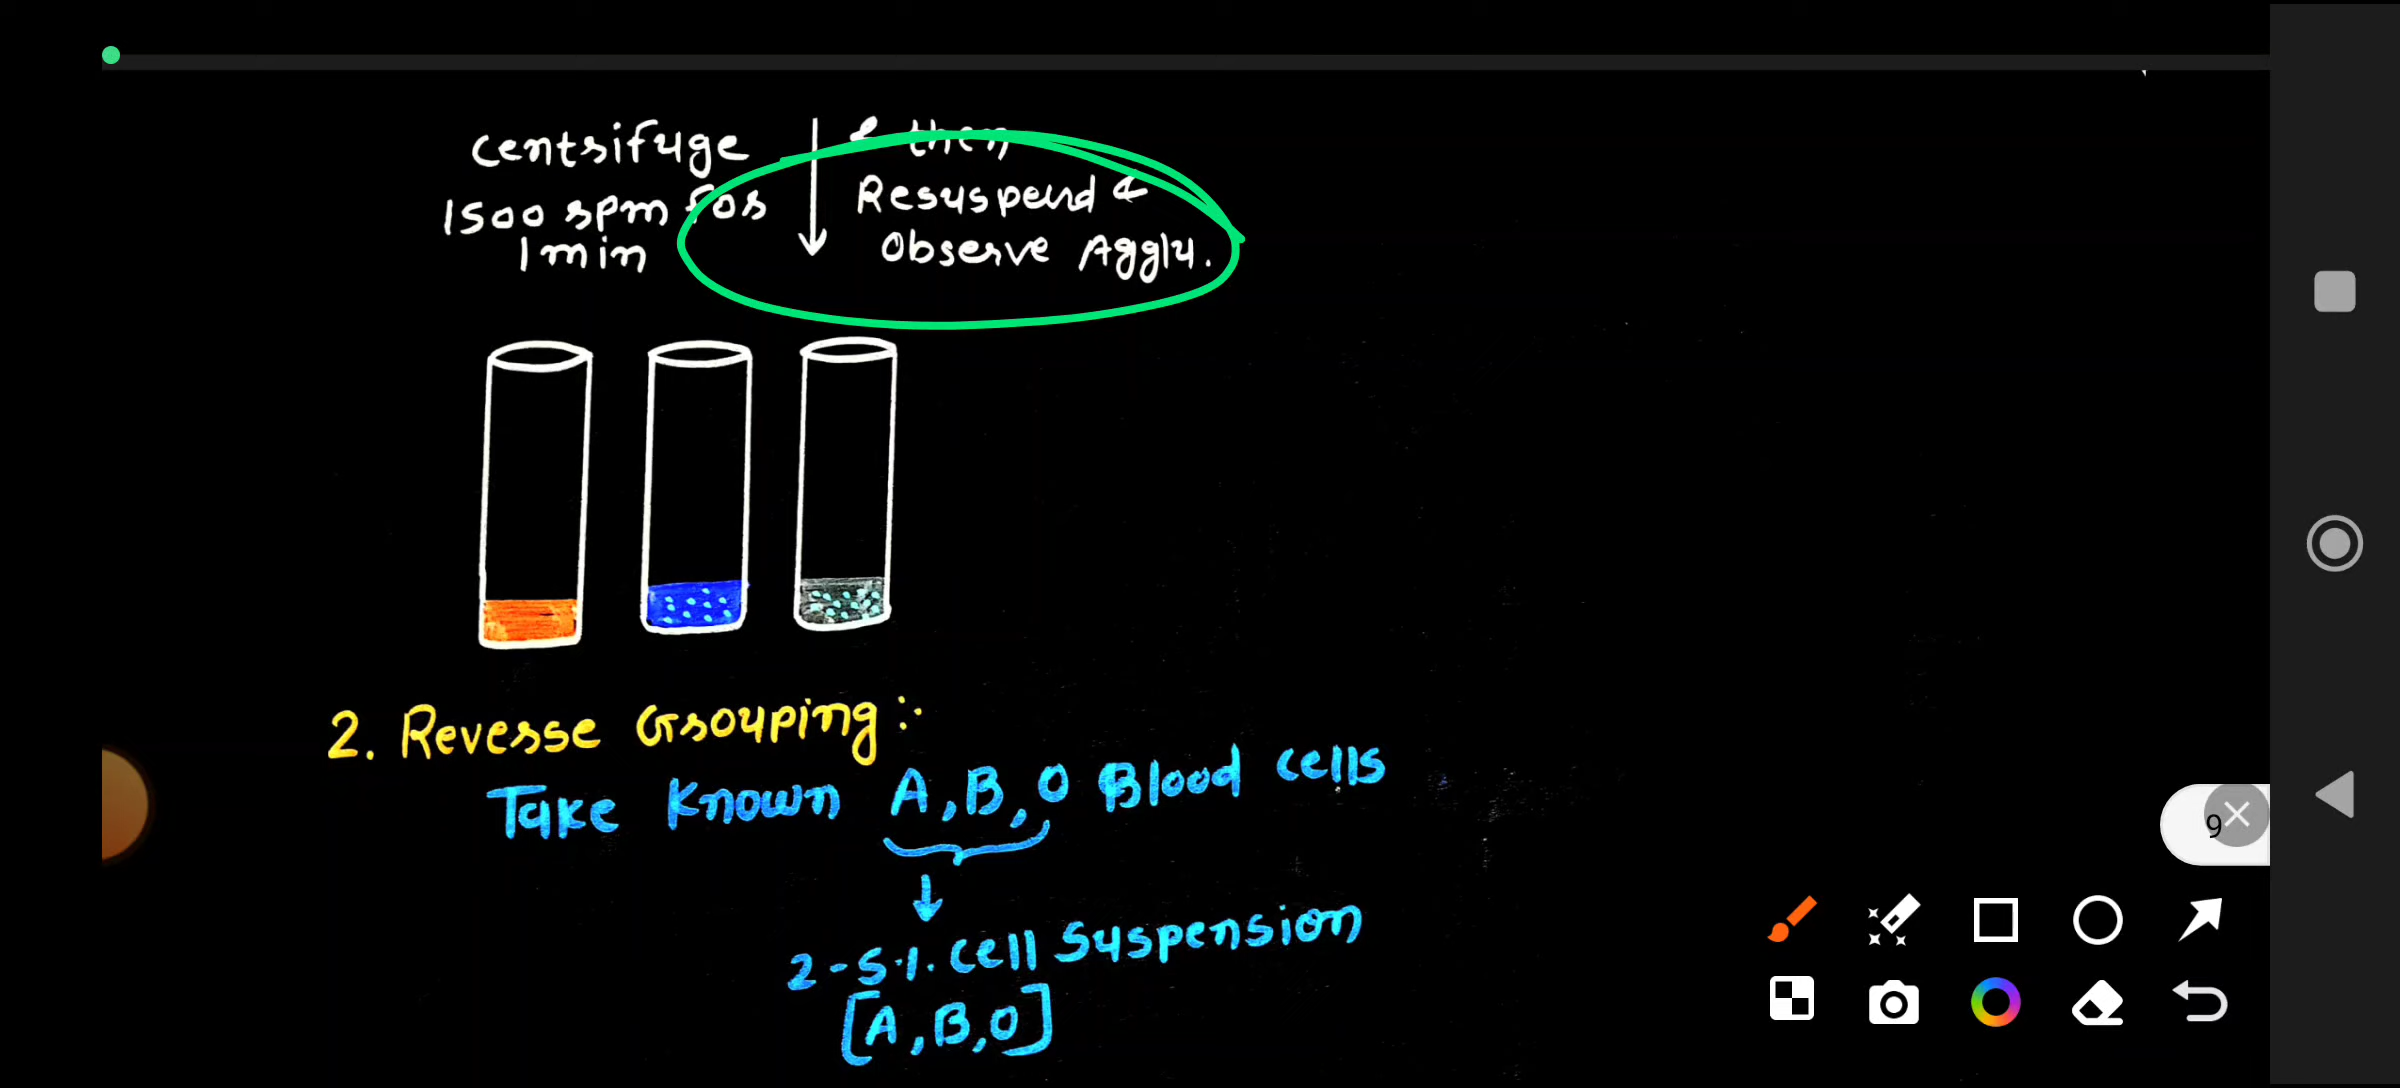 Centrifuge
1500 rpm for
1 min
& then
Resuspend &
Observe Agglu.
2. Reverse Grouping :-
Take Known A, B, O Blood cells
2-5%. Cell Suspension
[A, B, O]
9